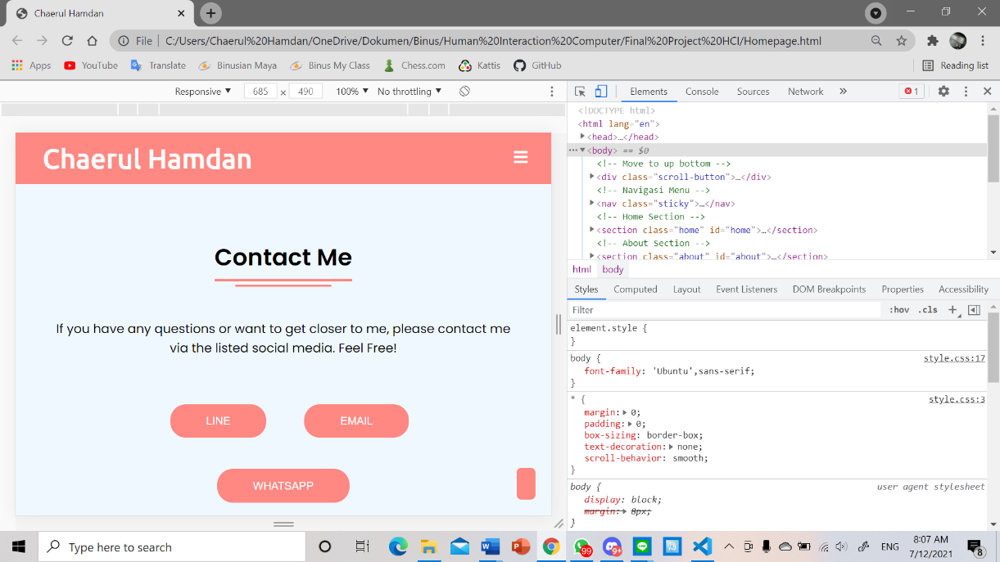 Chaerul Hamdan
File
C:/Users/Chaerul%20Hamdan/OneDrive/Dokumen/Binus/Human%20Interaction%20Computer/Final%20Project%20HCI/Homepage.html
Apps YouTube Translate Binusian Maya Binus My Class Chess.com Kattis GitHub Reading list
Responsive 685 x 490 100% No throttling
Elements Console Sources Network » 1
Chaerul Hamdan
Contact Me
If you have any questions or want to get closer to me, please contact me
via the listed social media. Feel Free!
LINE EMAIL
WHATSAPP
<!DOCTYPE html>
<html lang="en">
<head>…</head>
<body> == $0
<!-- Move to up bottom -->
<div class="scroll-button">…</div>
<!-- Navigasi Menu -->
<nav class="sticky">…</nav>
<!-- Home Section -->
<section class="home" id="home">…</section>
<!-- About Section -->
<section class="about" id="about">…</section>
html body
Styles Computed Layout Event Listeners DOM Breakpoints Properties Accessibility
Filter :hov .cls +
element.style {
}
body { style.css:17
font-family: 'Ubuntu',sans-serif;
}
* { style.css:3
margin: 0;
padding: 0;
box-sizing: border-box;
text-decoration: none;
scroll-behavior: smooth;
}
body { user agent stylesheet
display: block;
margin: 8px;
}
Type here to search
99 9+ ENG 8:07 AM
7/12/2021 8